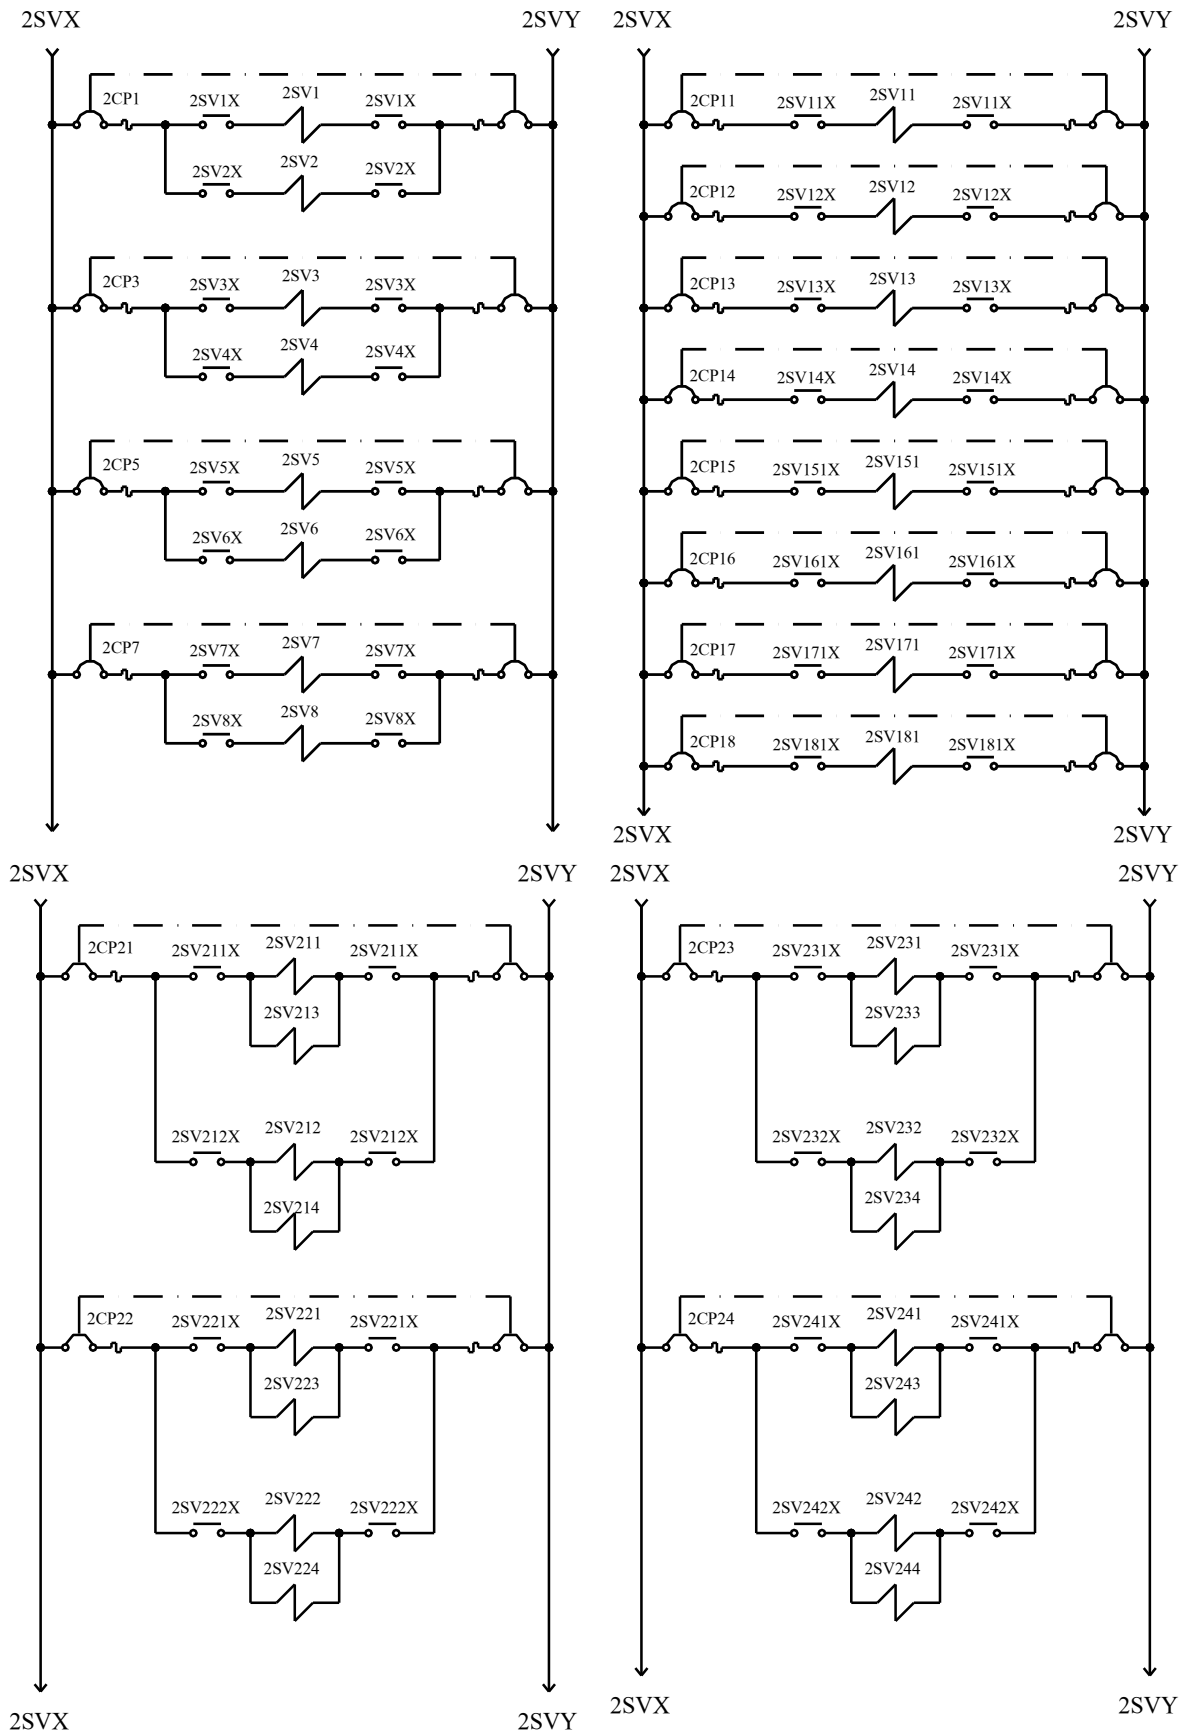 2SVX 2SVY 2SVX 2SVY
2CP1 2SV1X 2SV1 2SV1X
2SV2X 2SV2 2SV2X
2CP3 2SV3X 2SV3 2SV3X
2SV4X 2SV4 2SV4X
2CP5 2SV5X 2SV5 2SV5X
2SV6X 2SV6 2SV6X
2CP7 2SV7X 2SV7 2SV7X
2SV8X 2SV8 2SV8X
2CP11 2SV11X 2SV11 2SV11X
2CP12 2SV12X 2SV12 2SV12X
2CP13 2SV13X 2SV13 2SV13X
2CP14 2SV14X 2SV14 2SV14X
2CP15 2SV151X 2SV151 2SV151X
2CP16 2SV161X 2SV161 2SV161X
2CP17 2SV171X 2SV171 2SV171X
2CP18 2SV181X 2SV181 2SV181X
2SVX 2SVY
2SVX 2SVY 2SVX 2SVY
2CP21 2SV211X 2SV211 2SV211X
2SV213
2SV212X 2SV212 2SV212X
2SV214
2CP22 2SV221X 2SV221 2SV221X
2SV223
2SV222X 2SV222 2SV222X
2SV224
2SVX 2SVY
2CP23 2SV231X 2SV231 2SV231X
2SV233
2SV232X 2SV232 2SV232X
2SV234
2CP24 2SV241X 2SV241 2SV241X
2SV243
2SV242X 2SV242 2SV242X
2SV244
2SVX 2SVY